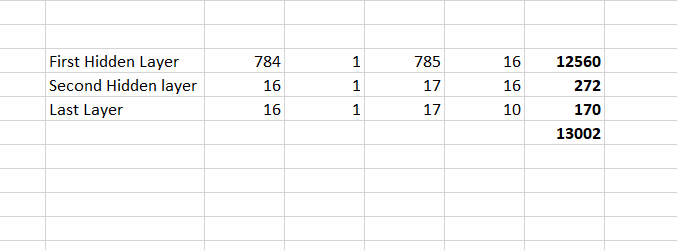 First Hidden Layer 784 1 785 16 12560
Second Hidden layer 16 1 17 16 272
Last Layer 16 1 17 10 170
13002